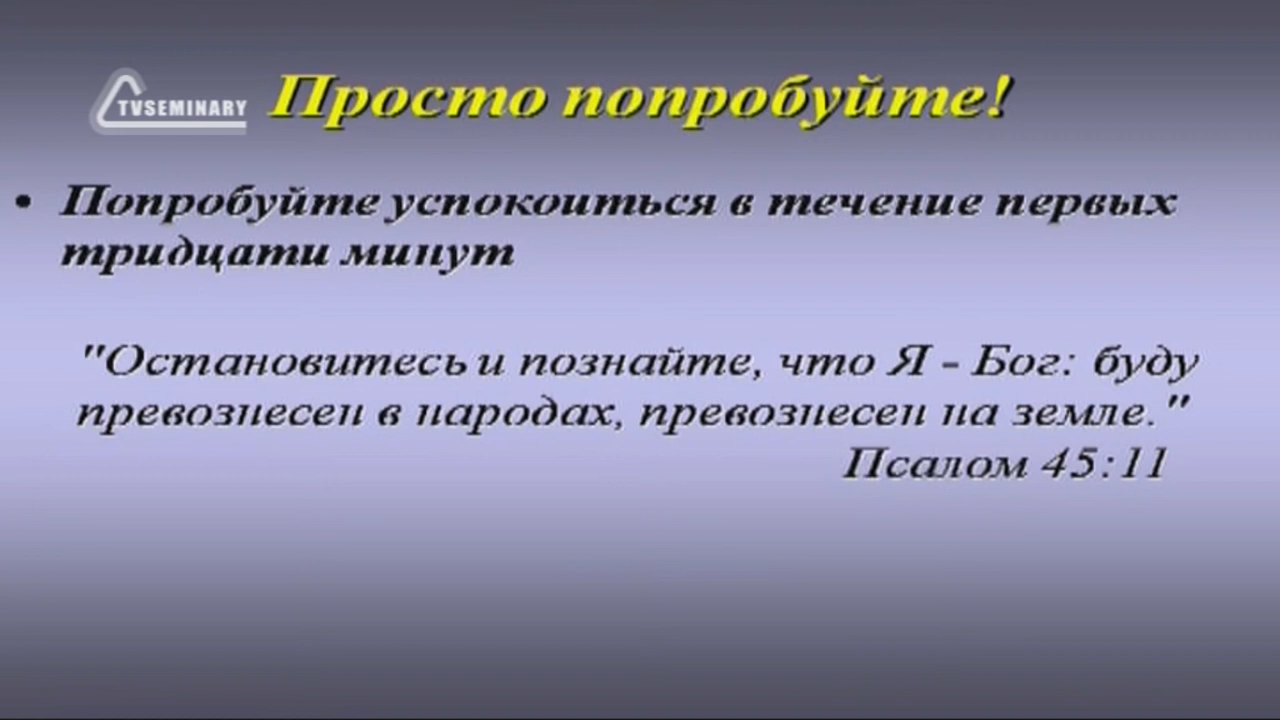 TVSEMINARY
Просто попробуйте!
• Попробуйте успокоиться в течение первых
тридцати минут
"Остановитесь и познайте, что Я - Бог: буду
превознесен в народах, превознесен на земле."
Псалом 45:11